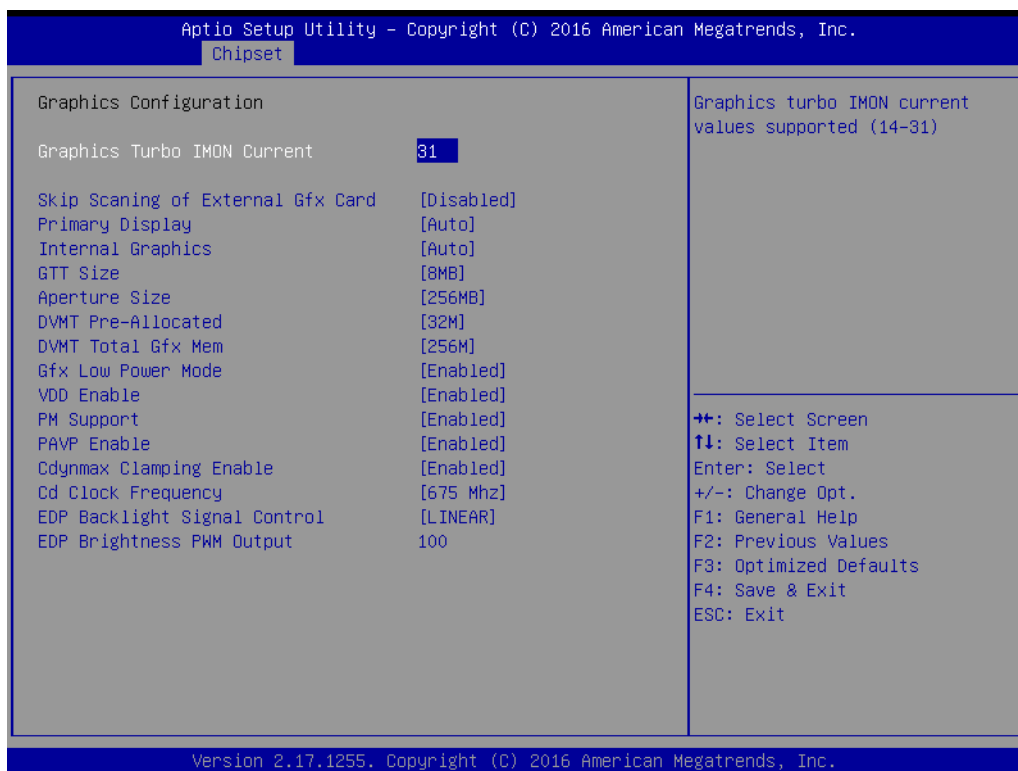 Aptio Setup Utility – Copyright (C) 2016 American Megatrends, Inc.
Chipset
Graphics Configuration
Graphics Turbo IMON Current 31
Skip Scaning of External Gfx Card [Disabled]
Primary Display [Auto]
Internal Graphics [Auto]
GTT Size [8MB]
Aperture Size [256MB]
DVMT Pre-Allocated [32M]
DVMT Total Gfx Mem [256M]
Gfx Low Power Mode [Enabled]
VDD Enable [Enabled]
PM Support [Enabled]
PAVP Enable [Enabled]
Cdynmax Clamping Enable [Enabled]
Cd Clock Frequency [675 Mhz]
EDP Backlight Signal Control [LINEAR]
EDP Brightness PWM Output 100
Graphics turbo IMON current
values supported (14-31)
→←: Select Screen
↑↓: Select Item
Enter: Select
+/-: Change Opt.
F1: General Help
F2: Previous Values
F3: Optimized Defaults
F4: Save & Exit
ESC: Exit
Version 2.17.1255. Copyright (C) 2016 American Megatrends, Inc.